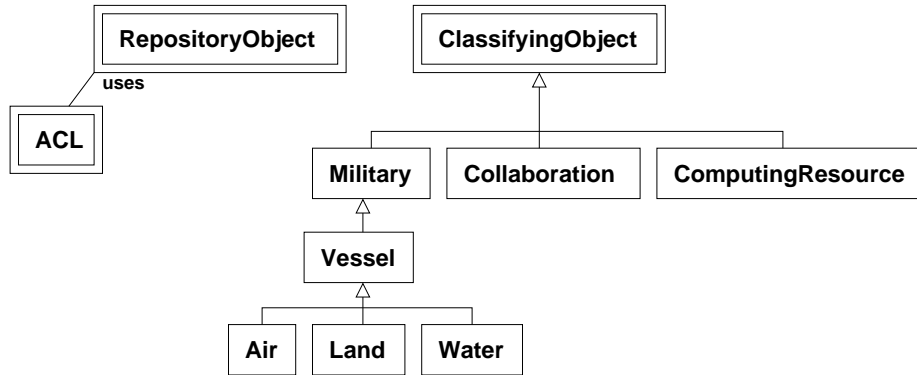 RepositoryObject
ClassifyingObject
uses
ACL
Military
Collaboration
ComputingResource
Vessel
Air
Land
Water